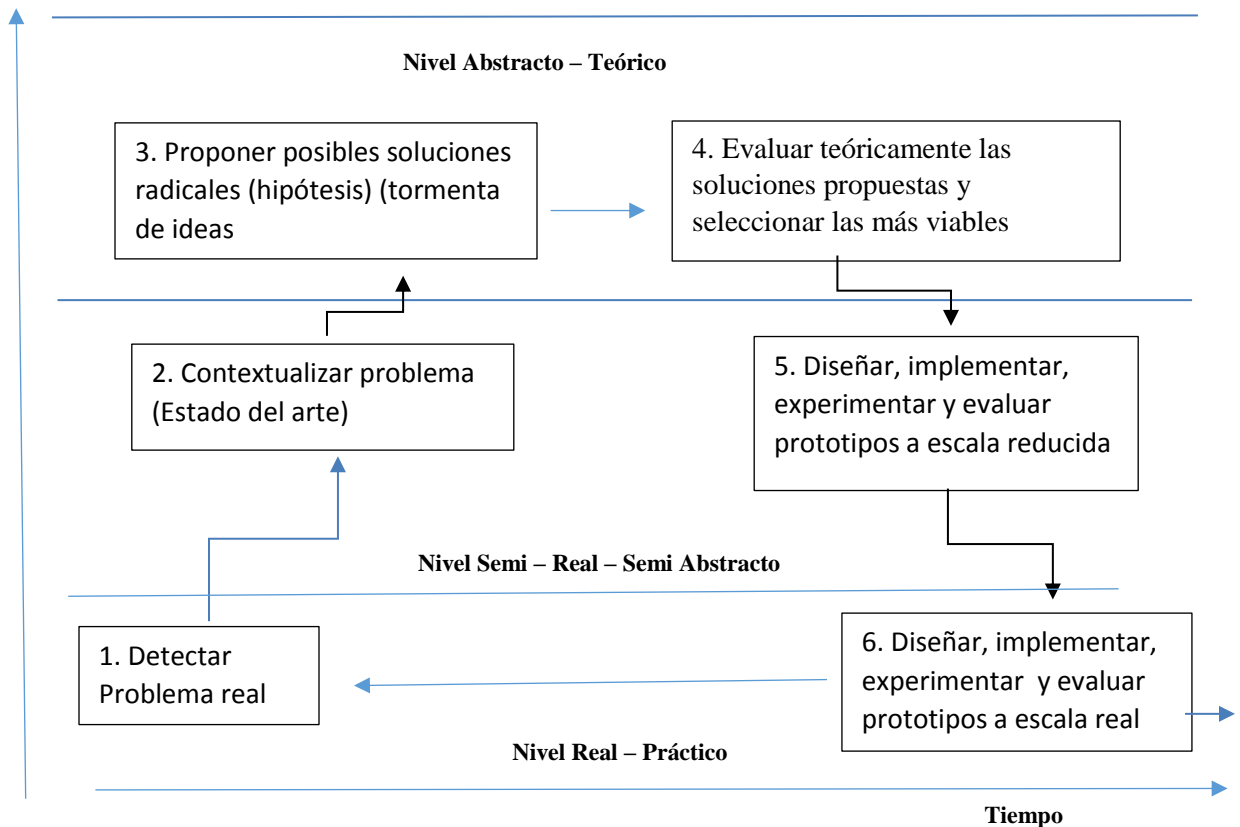 Nivel Abstracto – Teórico
3. Proponer posibles soluciones
radicales (hipótesis) (tormenta
de ideas
4. Evaluar teóricamente las
soluciones propuestas y
seleccionar las más viables
2. Contextualizar problema
(Estado del arte)
5. Diseñar, implementar,
experimentar y evaluar
prototipos a escala reducida
Nivel Semi – Real – Semi Abstracto
1. Detectar
Problema real
6. Diseñar, implementar,
experimentar y evaluar
prototipos a escala real
Nivel Real – Práctico
Tiempo